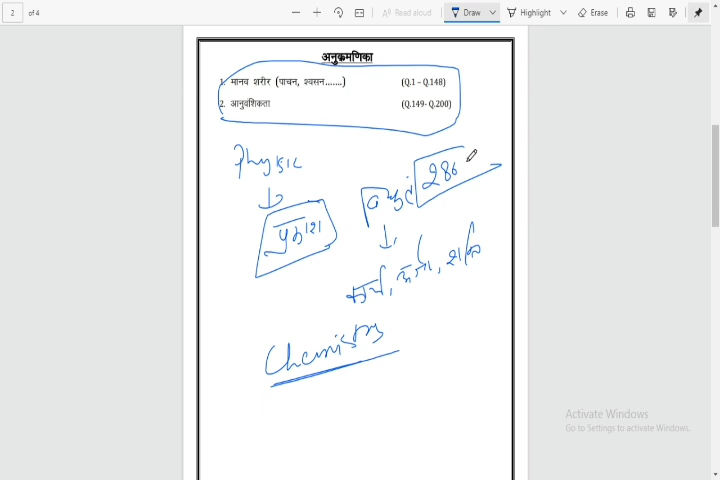 2 of 4
Read aloud Draw Highlight Erase
अनुक्रमणिका
1. मानव शरीर (पाचन, श्वसन.......) (Q.1 – Q.148)
2. आनुवंशिकता (Q.149- Q.200)
Physic
286
प्रकाश
कार्य, ऊर्जा, शक्ति
Chemistry
Activate Windows
Go to Settings to activate Windows.